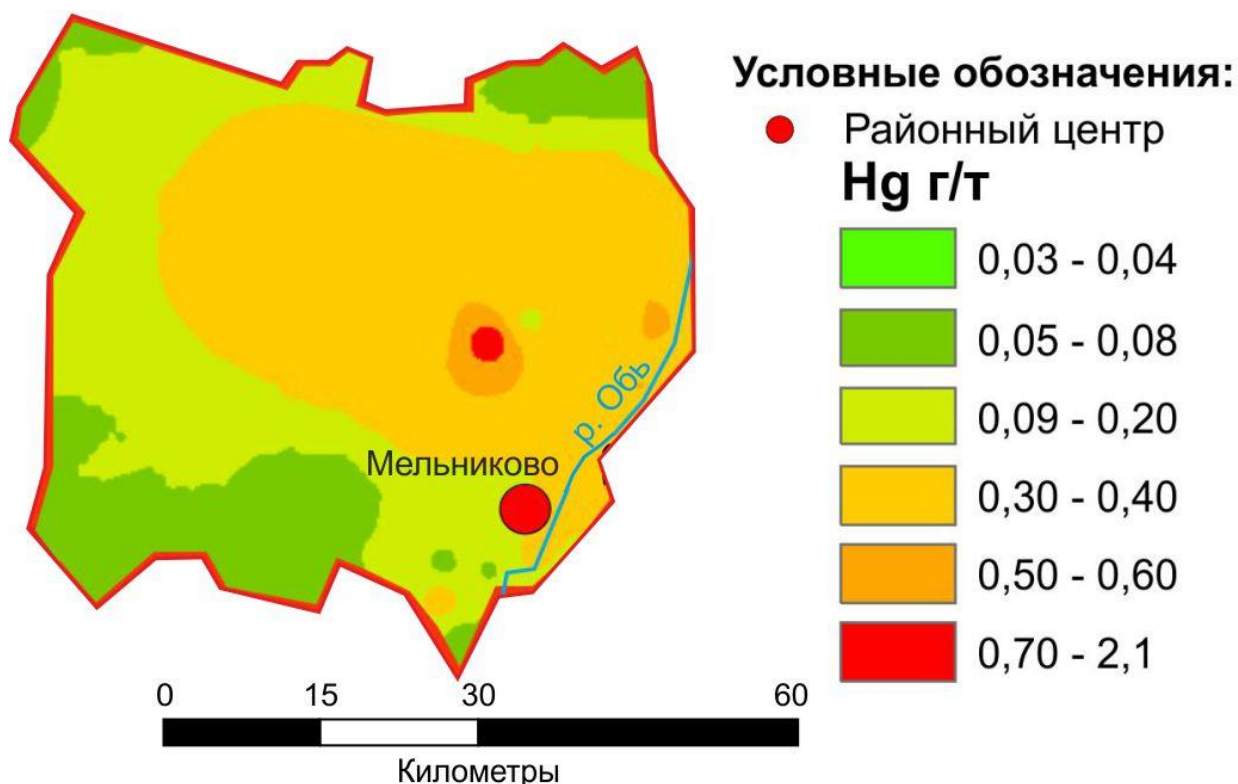 Условные обозначения:
Районный центр
Hg г/т
0,03 - 0,04
0,05 - 0,08
0,09 - 0,20
0,30 - 0,40
0,50 - 0,60
0,70 - 2,1
р. Обь
Мельниково
0 15 30 60
Километры